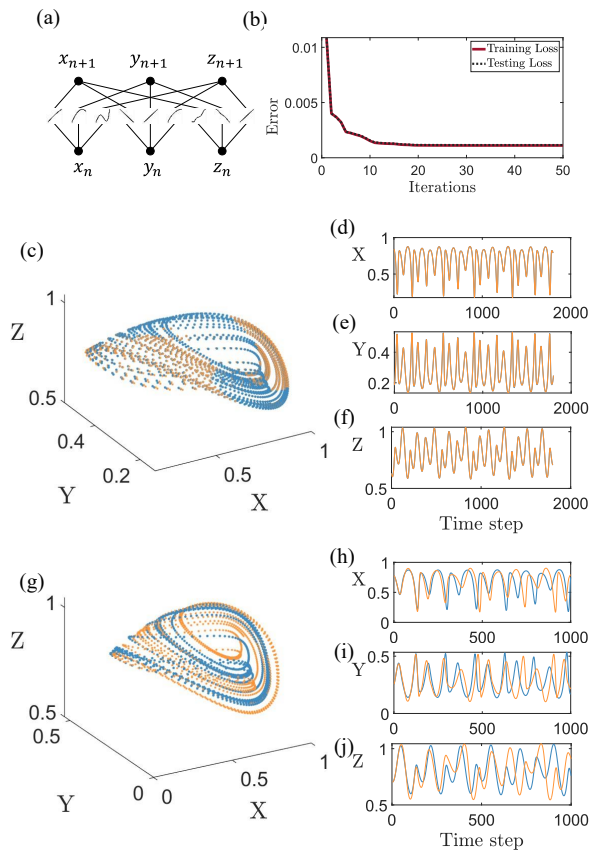 (a)
x_{n+1} y_{n+1} z_{n+1}
x_n y_n z_n
(b)
0.01
0.005
0
Error
Training Loss
Testing Loss
0 10 20 30 40 50
Iterations
(c)
1
Z
0.5
0.4
0.2
Y
0.5
1
X
(d)
1
X
0.5
0 1000 2000
(e)
Y
0.4
0.2
0 1000 2000
(f)
1
Z
0.5
0 1000 2000
Time step
(g)
1
Z
0.5
0.5
0
Y
0
0.5
1
X
(h)
1
X
0.5
0
0 500 1000
(i)
0.5
Y
0
0 500 1000
(j)
1
Z
0.5
0 500 1000
Time step